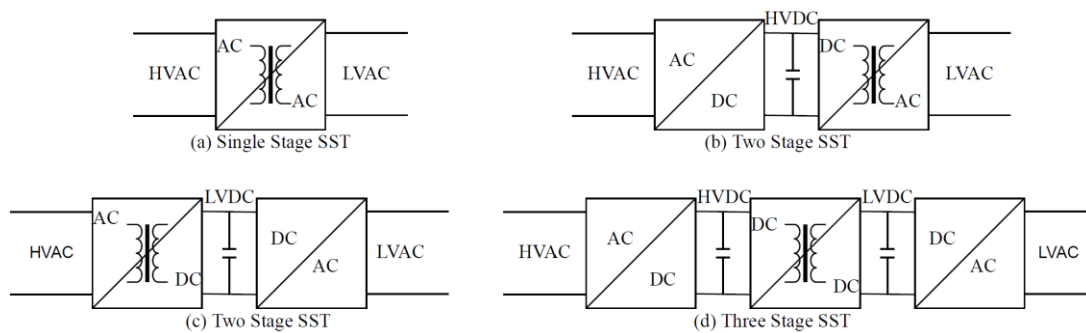 AC
HVAC
LVAC
AC
(a) Single Stage SST
HVDC
AC
DC
HVAC
LVAC
DC
AC
(b) Two Stage SST
LVDC
AC
DC
HVAC
LVAC
DC
AC
(c) Two Stage SST
HVDC
LVDC
AC
DC
DC
HVAC
LVAC
DC
DC
AC
(d) Three Stage SST